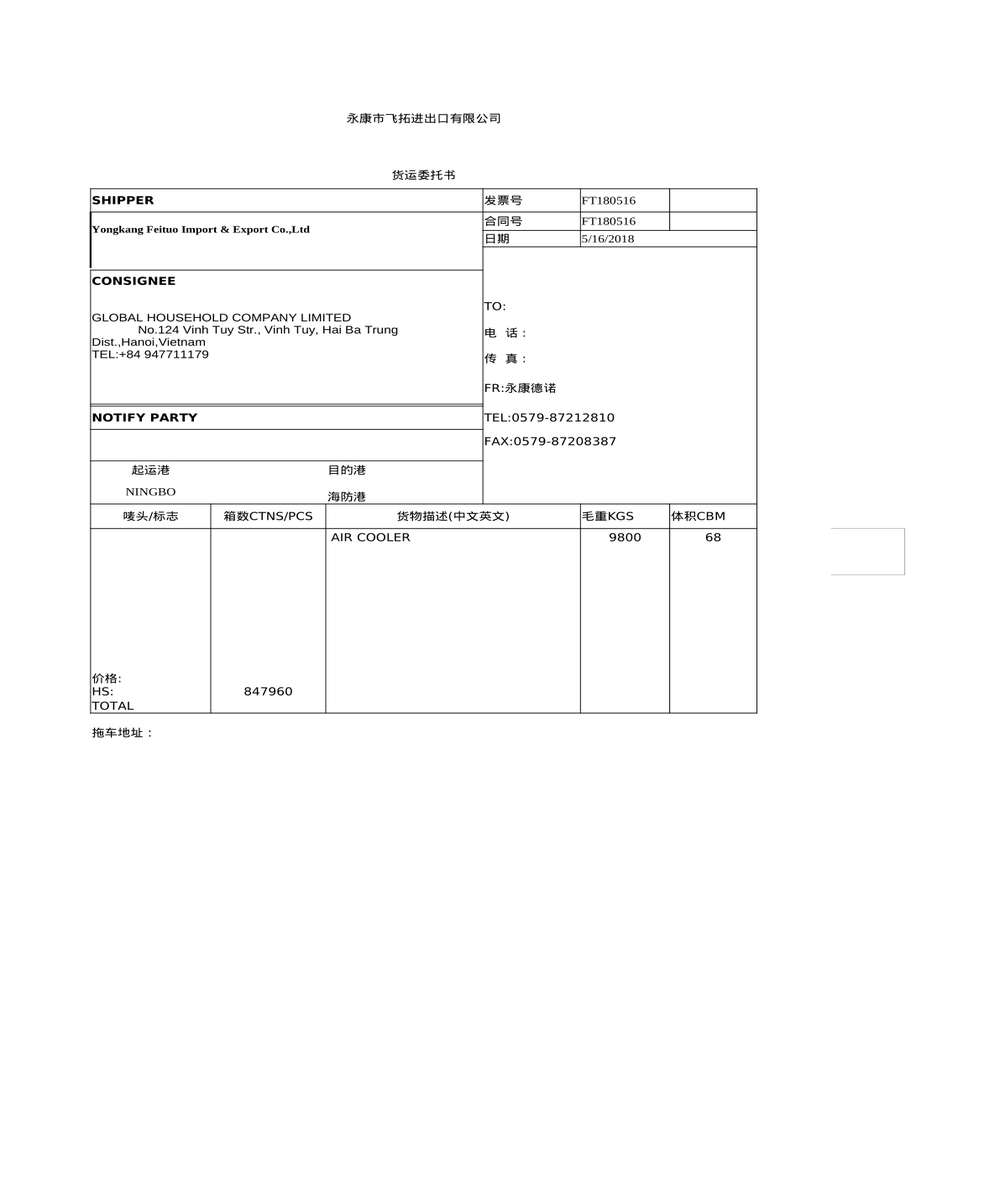 永康市飞拓进出口有限公司
货运委托书
SHIPPER
发票号 FT180516
Yongkang Feituo Import & Export Co.,Ltd
合同号 FT180516
日期 5/16/2018
CONSIGNEE
GLOBAL HOUSEHOLD COMPANY LIMITED
No.124 Vinh Tuy Str., Vinh Tuy, Hai Ba Trung
Dist.,Hanoi,Vietnam
TEL:+84 947711179
TO:
电 话：
传 真：
FR:永康德诺
NOTIFY PARTY
TEL:0579-87212810
FAX:0579-87208387
起运港 目的港
NINGBO 海防港
唛头/标志 箱数CTNS/PCS 货物描述(中文英文) 毛重KGS 体积CBM
AIR COOLER 9800 68
价格:
HS: 847960
TOTAL
拖车地址：